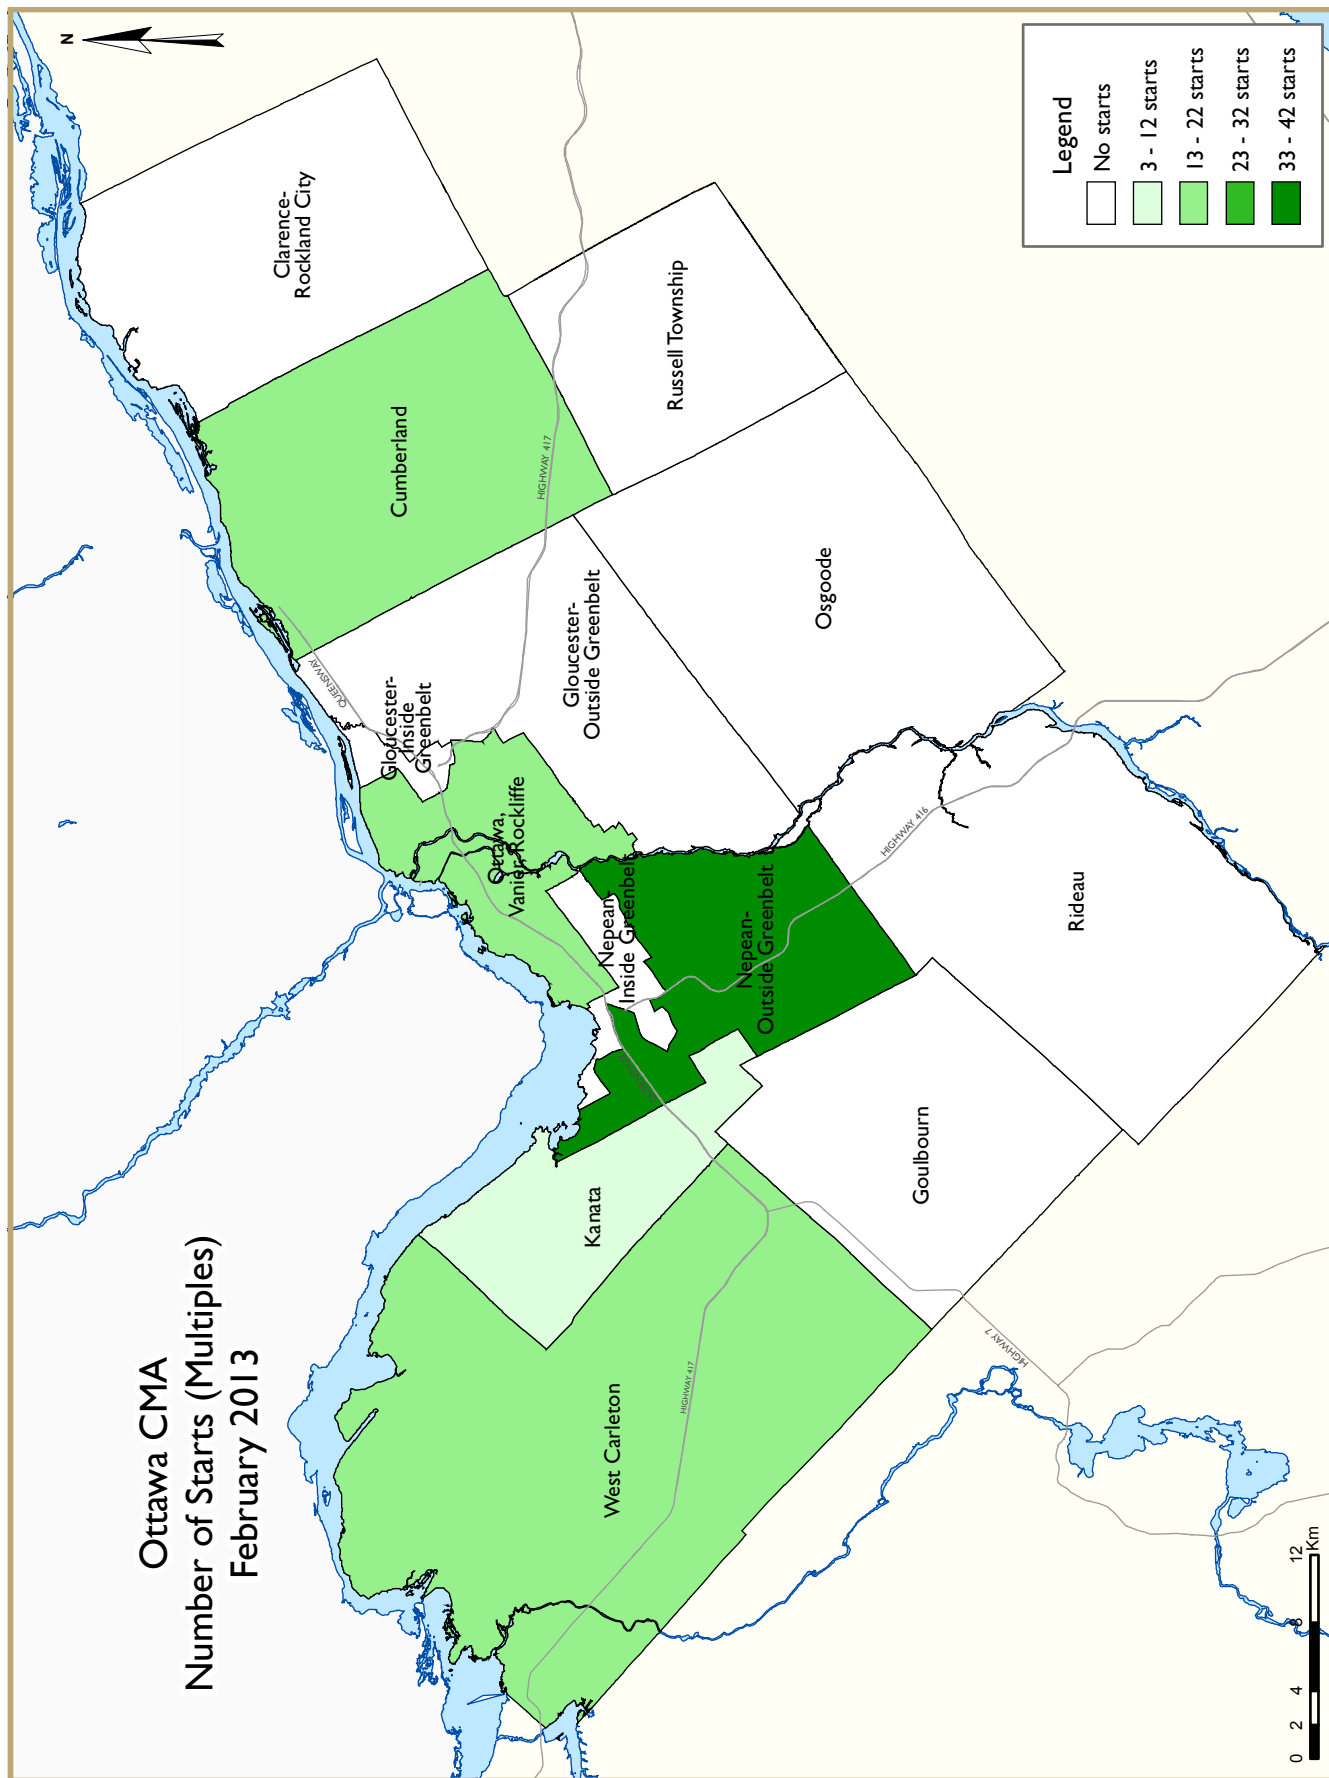 Ottawa CMA
Number of Starts (Multiples)
February 2013
N
Clarence-
Rockland City
Cumberland
Russell Township
HIGHWAY 417
QUEENSWAY
Gloucester-
Inside
Greenbelt
Gloucester-
Outside Greenbelt
Osgoode
Ottawa,
Vanier, Rockliffe
Nepean-
Inside Greenbelt
Nepean-
Outside Greenbelt
HIGHWAY 416
Rideau
Kanata
Goulbourn
West Carleton
HIGHWAY 417
HIGHWAY 7
Legend
No starts
3 - 12 starts
13 - 22 starts
23 - 32 starts
33 - 42 starts
0 2 4 8 12
Km